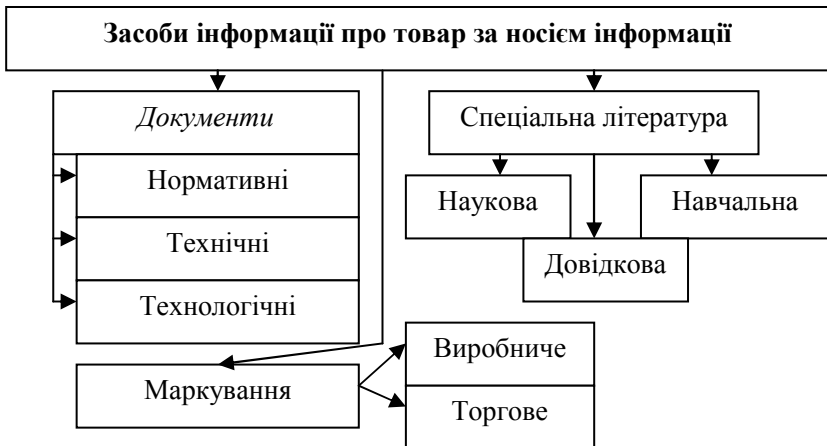 Засоби інформації про товар за носієм інформації
Документи
Нормативні
Технічні
Технологічні
Маркування
Виробниче
Торгове
Спеціальна література
Наукова
Довідкова
Навчальна